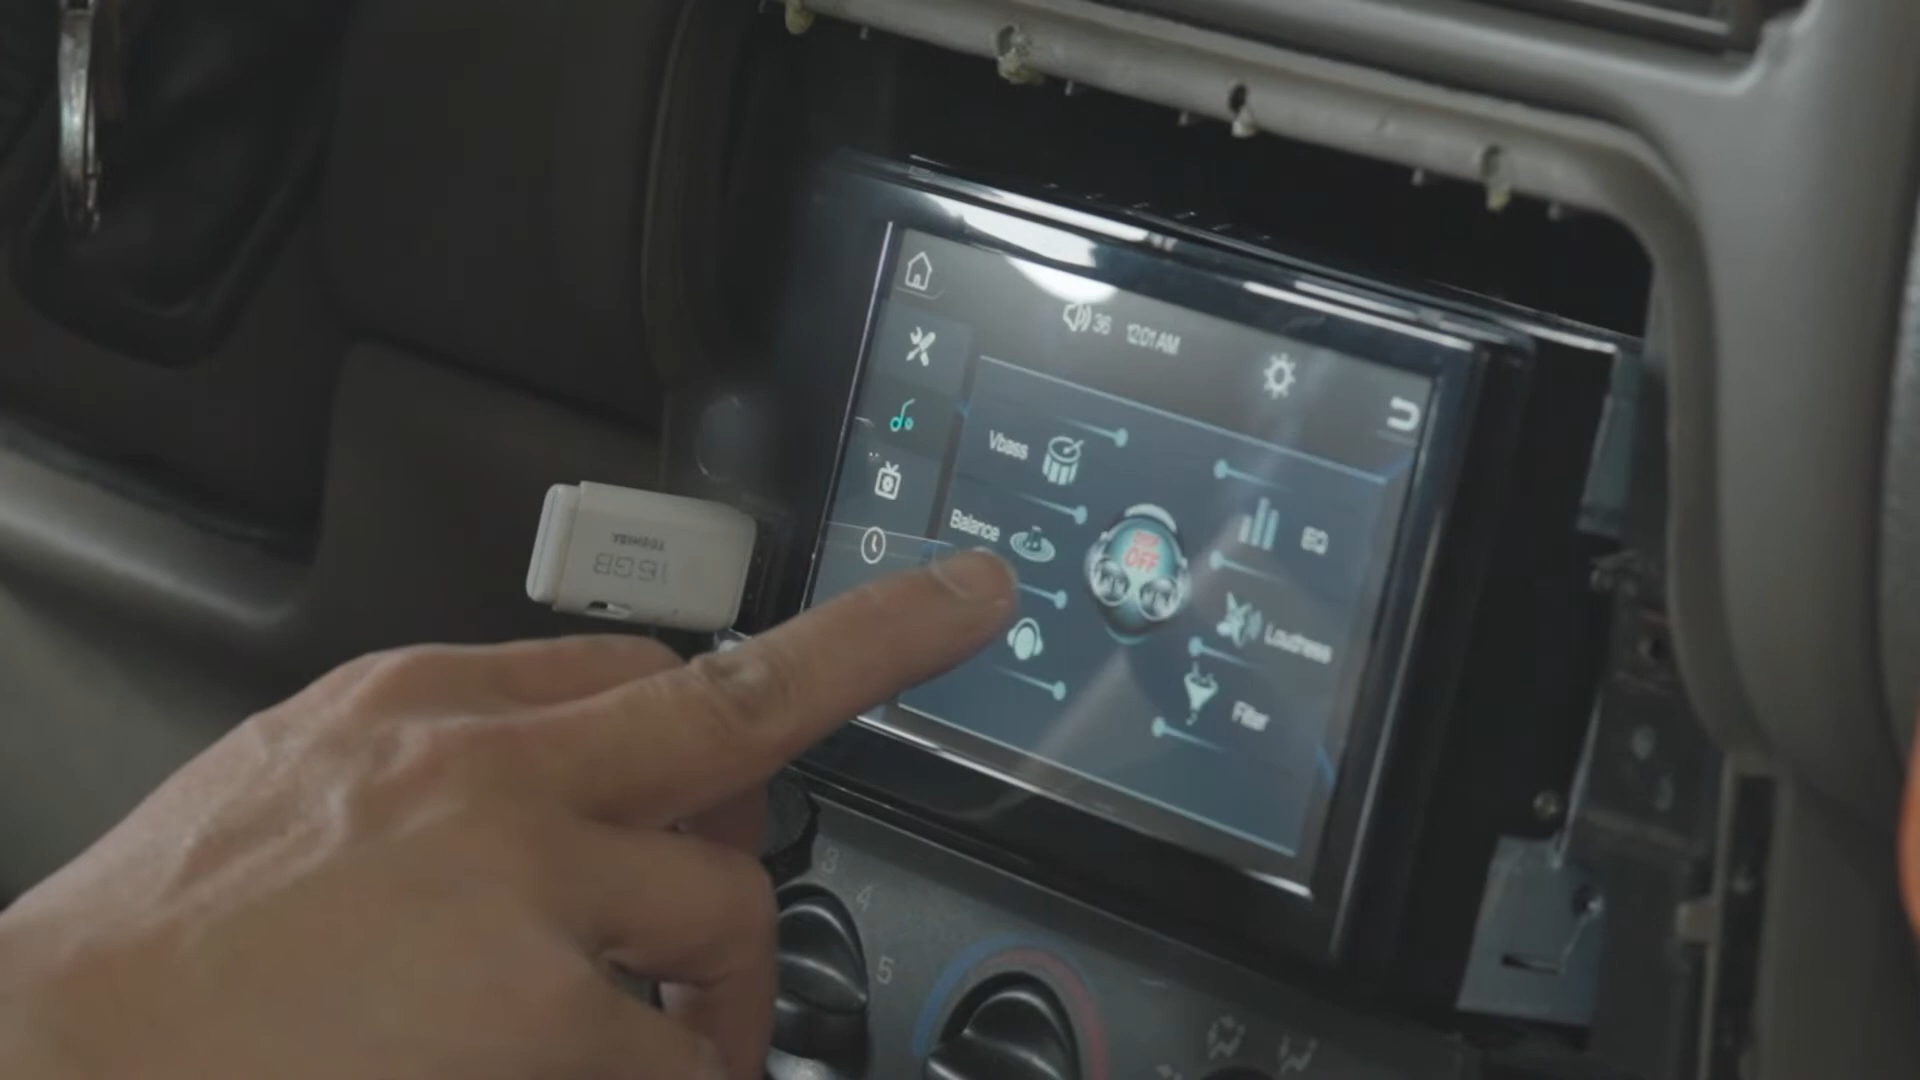 36 12:01 AM
Vbass
Balance
EQ
OFF
Loudness
Filter
TOSHIBA
16GB
3
4
5